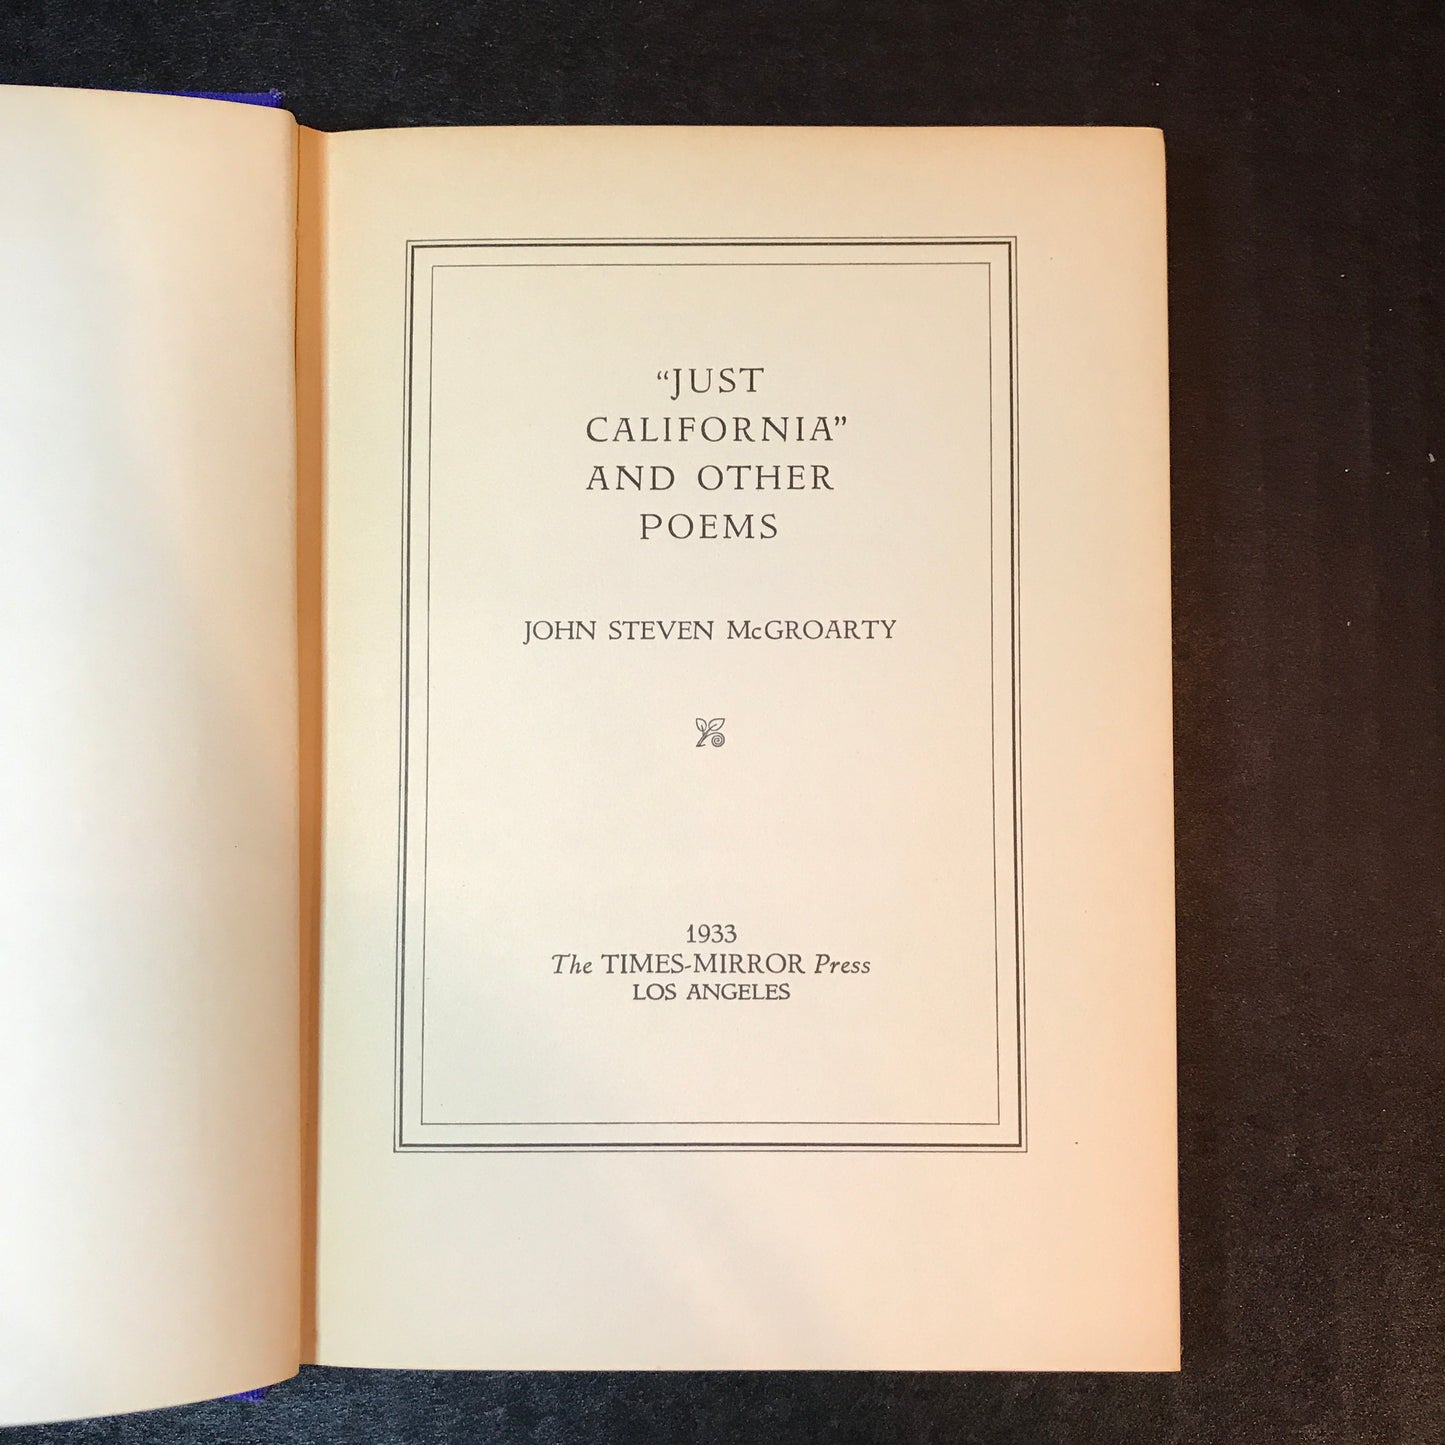 “JUST
CALIFORNIA”
AND OTHER
POEMS
JOHN STEVEN McGROARTY
1933
The TIMES-MIRROR Press
LOS ANGELES